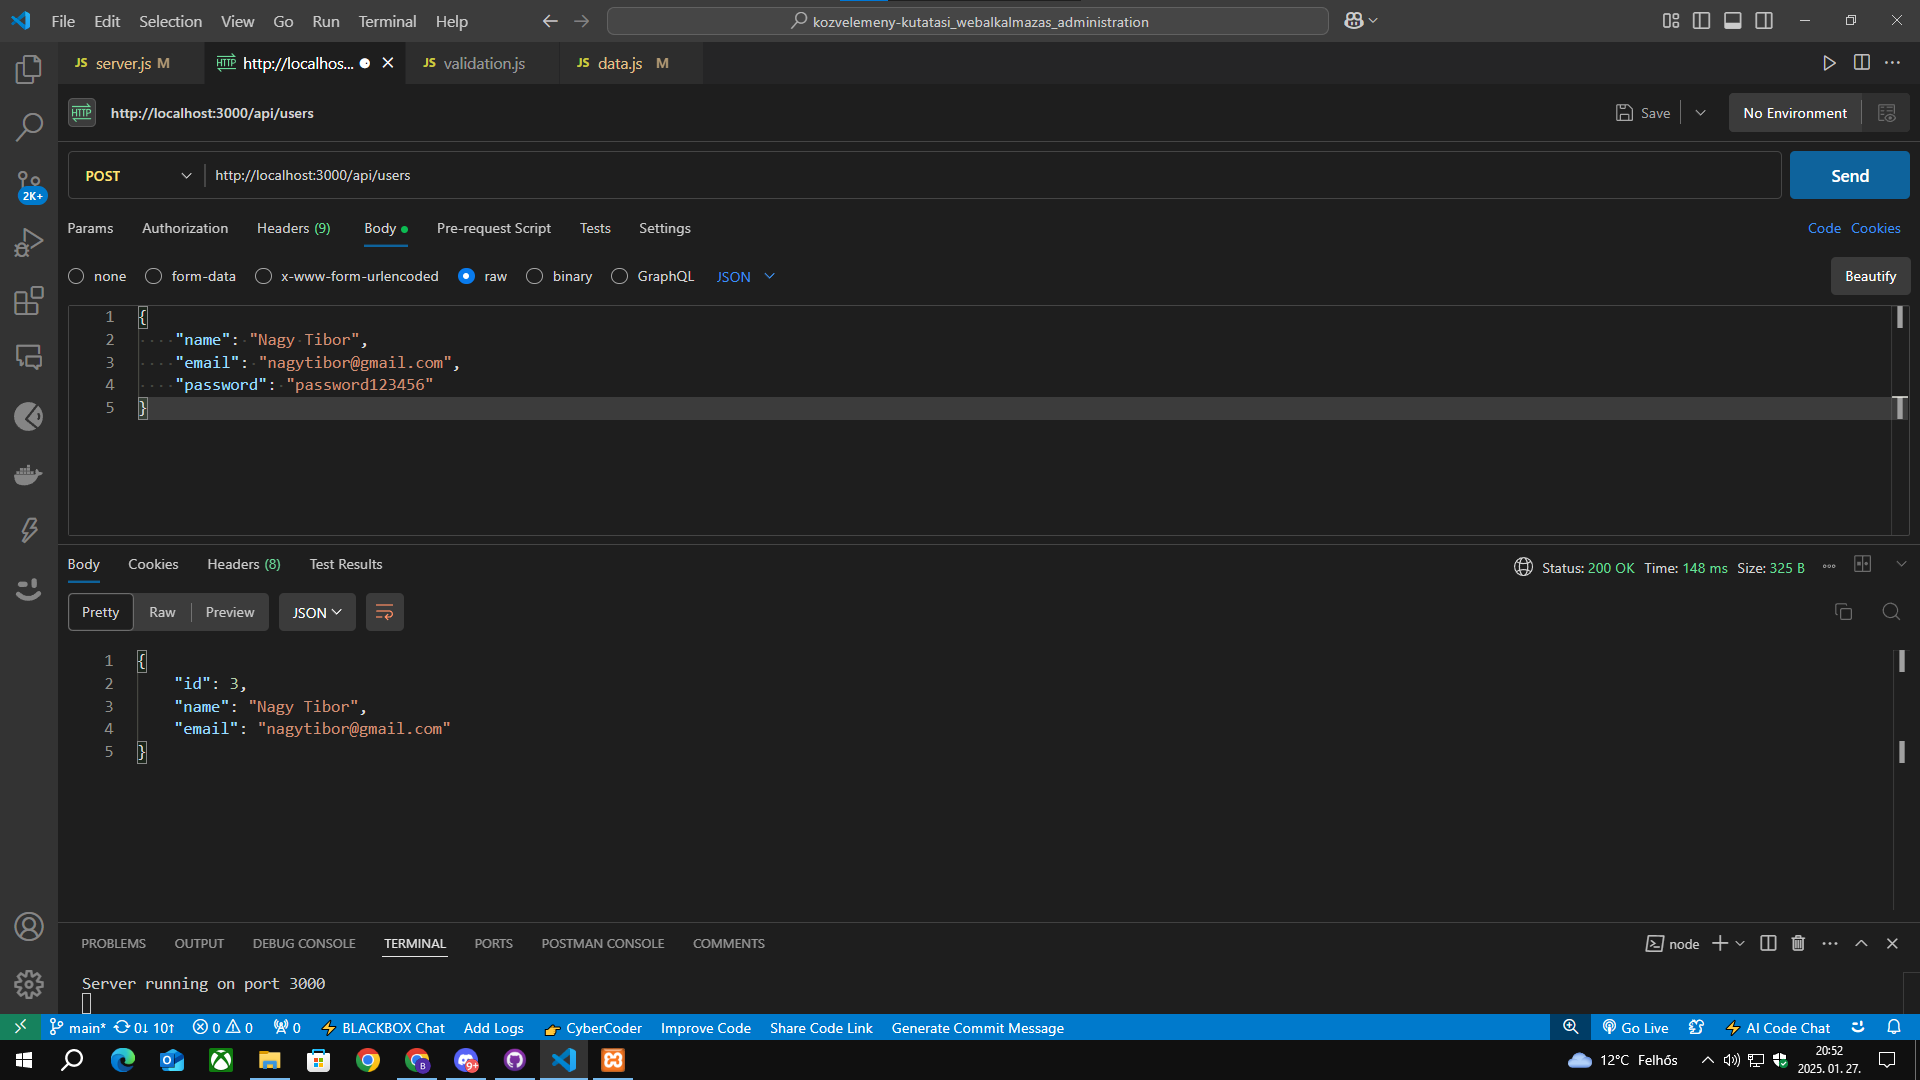 File Edit Selection View Go Run Terminal Help
kozvelemeny-kutatasi_webalkalmazas_administration
JS server.js M
HTTP http://localhos...
JS validation.js
JS data.js M
HTTP http://localhost:3000/api/users
Save
No Environment
POST http://localhost:3000/api/users
Send
Params Authorization Headers (9) Body Pre-request Script Tests Settings
Code Cookies
none form-data x-www-form-urlencoded raw binary GraphQL JSON
Beautify
1 {
2 ····"name":·"Nagy·Tibor",
3 ····"email":·"nagytibor@gmail.com",
4 ····"password":·"password123456"
5 }
Body Cookies Headers (8) Test Results
Status: 200 OK Time: 148 ms Size: 325 B
Pretty Raw Preview JSON
1 {
2 "id": 3,
3 "name": "Nagy Tibor",
4 "email": "nagytibor@gmail.com"
5 }
2K+
PROBLEMS OUTPUT DEBUG CONSOLE TERMINAL PORTS POSTMAN CONSOLE COMMENTS
node
Server running on port 3000
main* 0↓ 10↑ 0 0 0 BLACKBOX Chat Add Logs CyberCoder Improve Code Share Code Link Generate Commit Message
Go Live AI Code Chat
B 9+
12°C Felhős
20:52
2025. 01. 27.